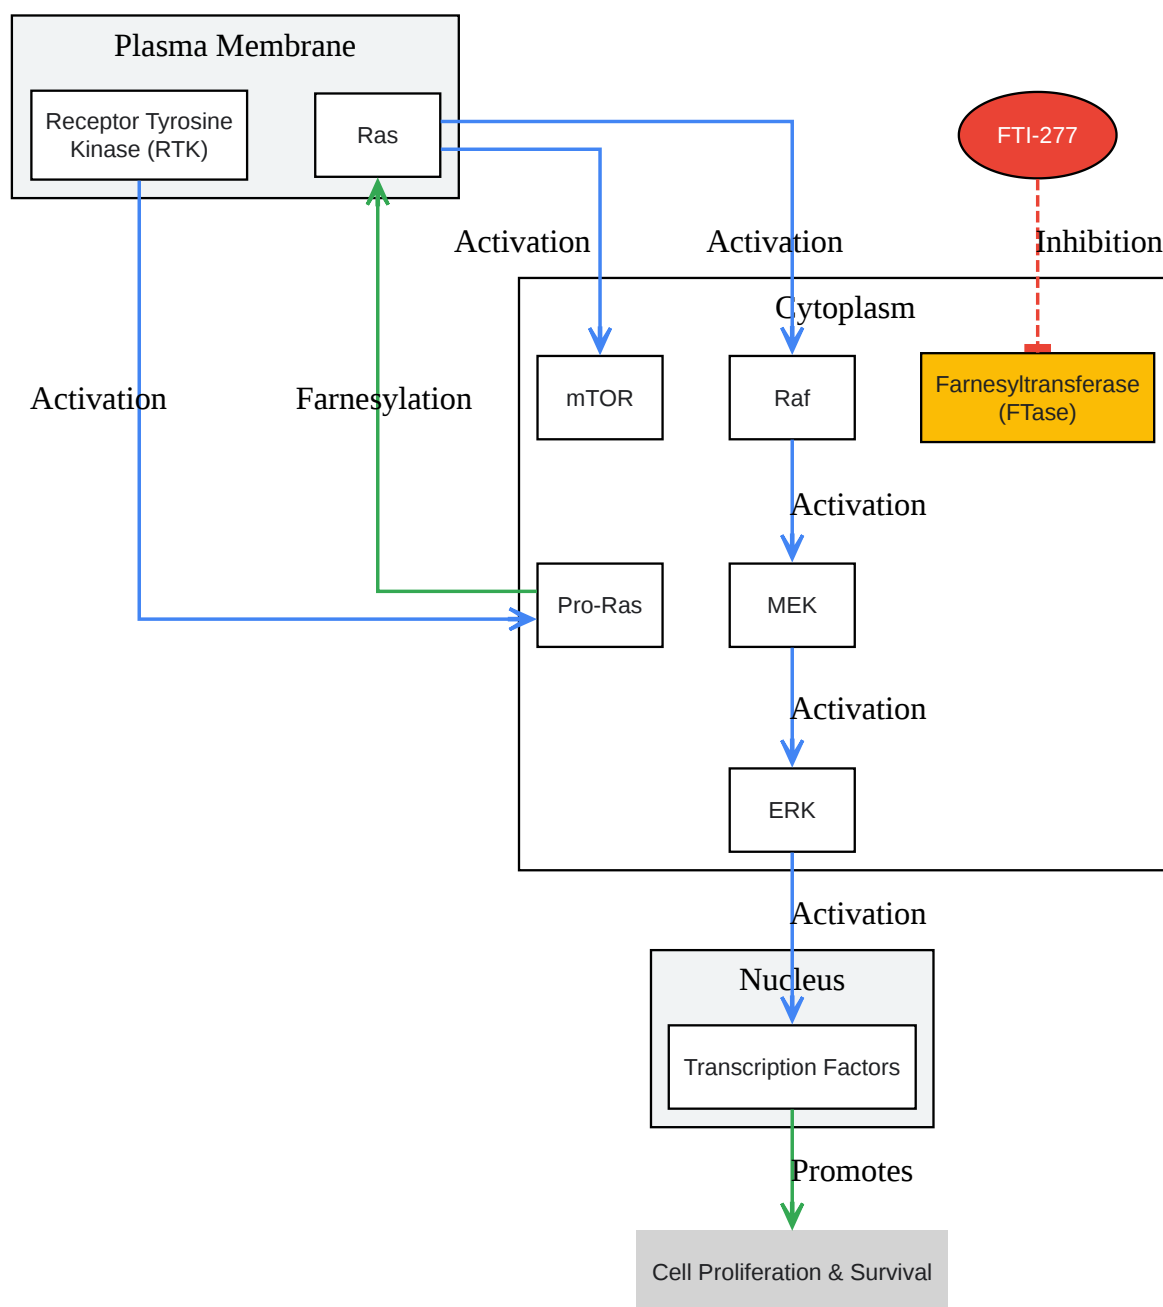 Plasma Membrane
Receptor Tyrosine
Kinase (RTK)
Ras
FTI-277
Activation
Activation
Inhibition
Cytoplasm
mTOR
Raf
Farnesyltransferase
(FTase)
Activation
Farnesylation
Activation
Pro-Ras
MEK
Activation
ERK
Activation
Nucleus
Transcription Factors
Promotes
Cell Proliferation & Survival